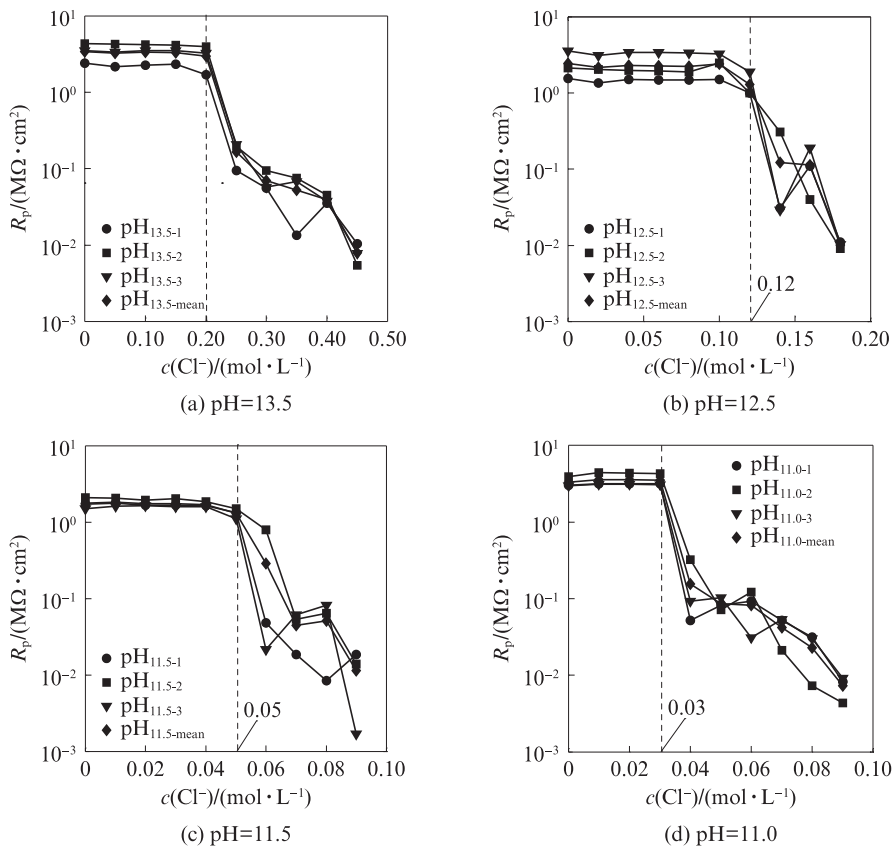 10¹
10⁰
10⁻¹
10⁻²
10⁻³
R_p/(MΩ·cm²)
pH₁₃.₅₋₁
pH₁₃.₅₋₂
pH₁₃.₅₋₃
pH₁₃.₅₋mean
0 0.10 0.20 0.30 0.40 0.50
c(Cl⁻)/(mol·L⁻¹)
(a) pH=13.5
10¹
10⁰
10⁻¹
10⁻²
10⁻³
R_p/(MΩ·cm²)
pH₁₂.₅₋₁
pH₁₂.₅₋₂
pH₁₂.₅₋₃
pH₁₂.₅₋mean
0.12
0 0.05 0.10 0.15 0.20
c(Cl⁻)/(mol·L⁻¹)
(b) pH=12.5
10¹
10⁰
10⁻¹
10⁻²
10⁻³
R_p/(MΩ·cm²)
pH₁₁.₅₋₁
pH₁₁.₅₋₂
pH₁₁.₅₋₃
pH₁₁.₅₋mean
0.05
0 0.02 0.04 0.06 0.08 0.10
c(Cl⁻)/(mol·L⁻¹)
(c) pH=11.5
10¹
10⁰
10⁻¹
10⁻²
10⁻³
R_p/(MΩ·cm²)
pH₁₁.₀₋₁
pH₁₁.₀₋₂
pH₁₁.₀₋₃
pH₁₁.₀₋mean
0.03
0 0.02 0.04 0.06 0.08 0.10
c(Cl⁻)/(mol·L⁻¹)
(d) pH=11.0